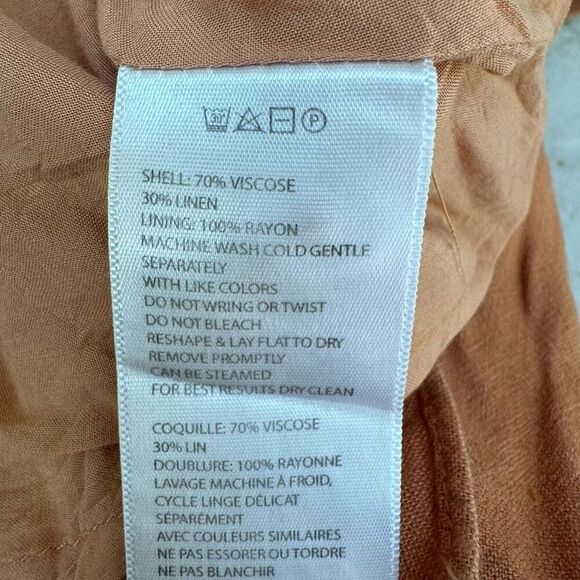 30°
P
SHELL: 70% VISCOSE
30% LINEN
LINING: 100% RAYON
MACHINE WASH COLD GENTLE
SEPARATELY
WITH LIKE COLORS
DO NOT WRING OR TWIST
DO NOT BLEACH
RESHAPE & LAY FLAT TO DRY
REMOVE PROMPTLY
CAN BE STEAMED
FOR BEST RESULTS DRY CLEAN
COQUILLE: 70% VISCOSE
30% LIN
DOUBLURE: 100% RAYONNE
LAVAGE MACHINE À FROID,
CYCLE LINGE DÉLICAT
SÉPARÉMENT
AVEC COULEURS SIMILAIRES
NE PAS ESSORER OU TORDRE
NE PAS BLANCHIR